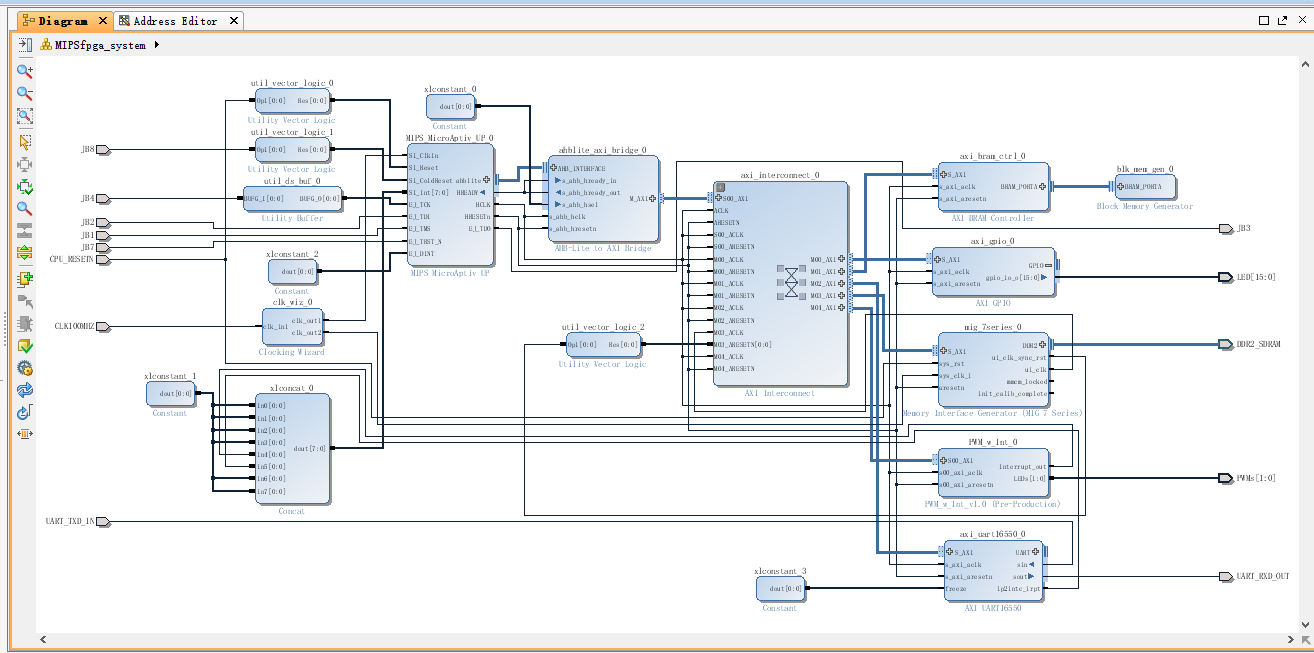 Diagram
Address Editor
MIPSfpga_system
util_vector_logic_0
Op1[0:0] Res[0:0]
Utility Vector Logic
util_vector_logic_1
Op1[0:0] Res[0:0]
Utility Vector Logic
util_ds_buf_0
BUFG_I[0:0] BUFG_O[0:0]
Utility Buffer
JB8
JB4
JB2
JB1
JB7
CPU_RESETN
CLK100MHZ
UART_TXD_IN
xlconstant_0
dout[0:0]
Constant
MIPS_MicroAptiv_UP_0
SI_ClkIn
SI_Reset
SI_ColdReset ahblite
SI_Int[7:0] HREADY
EJ_TCK HCLK
EJ_TDI HRESETn
EJ_TMS EJ_TDO
EJ_TRST_N
EJ_DINT
MIPS MicroAptiv UP
ahblite_axi_bridge_0
AHB_INTERFACE
s_ahb_hready_in
s_ahb_hready_out
s_ahb_hsel
s_ahb_hclk
s_ahb_hresetn
M_AXI
AHB-Lite to AXI Bridge
xlconstant_2
dout[0:0]
Constant
clk_wiz_0
clk_in1
clk_out1
clk_out2
Clocking Wizard
xlconstant_1
dout[0:0]
Constant
xlconcat_0
In0[0:0]
In1[0:0]
In2[0:0]
In3[0:0]
In4[0:0]
In5[0:0]
In6[0:0]
In7[0:0]
dout[7:0]
Concat
util_vector_logic_2
Op1[0:0] Res[0:0]
Utility Vector Logic
axi_interconnect_0
S00_AXI
ACLK
ARESETN
S00_ACLK
S00_ARESETN
M00_ACLK
M00_ARESETN
M01_ACLK
M01_ARESETN
M02_ACLK
M02_ARESETN
M03_ACLK
M03_ARESETN[0:0]
M04_ACLK
M04_ARESETN
M00_AXI
M01_AXI
M02_AXI
M03_AXI
M04_AXI
AXI Interconnect
axi_bram_ctrl_0
S_AXI
s_axi_aclk
s_axi_aresetn
BRAM_PORTA
AXI BRAM Controller
blk_mem_gen_0
BRAM_PORTA
Block Memory Generator
axi_gpio_0
S_AXI
s_axi_aclk
s_axi_aresetn
GPIO
gpio_io_o[15:0]
AXI GPIO
mig_7series_0
S_AXI
sys_rst
sys_clk_i
aresetn
DDR2
ui_clk_sync_rst
ui_clk
mmcm_locked
init_calib_complete
Memory Interface Generator (MIG 7 Series)
PWM_w_Int_0
S00_AXI
s00_axi_aclk
s00_axi_aresetn
Interrupt_out
LEDs[1:0]
PWM_w_Int_v1.0 (Pre-Production)
axi_uart16550_0
S_AXI
s_axi_aclk
s_axi_aresetn
freeze
UART
sin
sout
ip2intc_irpt
AXI UART16550
xlconstant_3
dout[0:0]
Constant
JB3
LED[15:0]
DDR2_SDRAM
PWMs[1:0]
UART_RXD_OUT